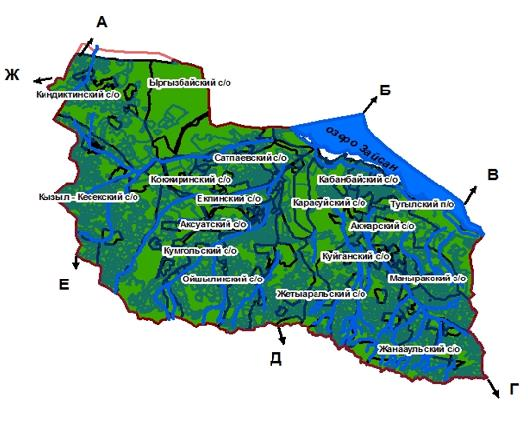 А
Ж
Ыргызбайский с/о
Киндиктинский с/о
Б
озеро Зайсан
Сатпаевский с/о
Кокжиринский с/о
Кабанбайский с/о
В
Кызыл - Кесекский с/о
Екпинский с/о
Карасуйский с/о
Тугылский п/о
Аксуатский с/о
Акжарский с/о
Кумгольский с/о
Куйганский с/о
Е
Ойшыликский с/о
Маныракский с/о
Жетыаральский с/о
Жанааульский с/о
Д
Г